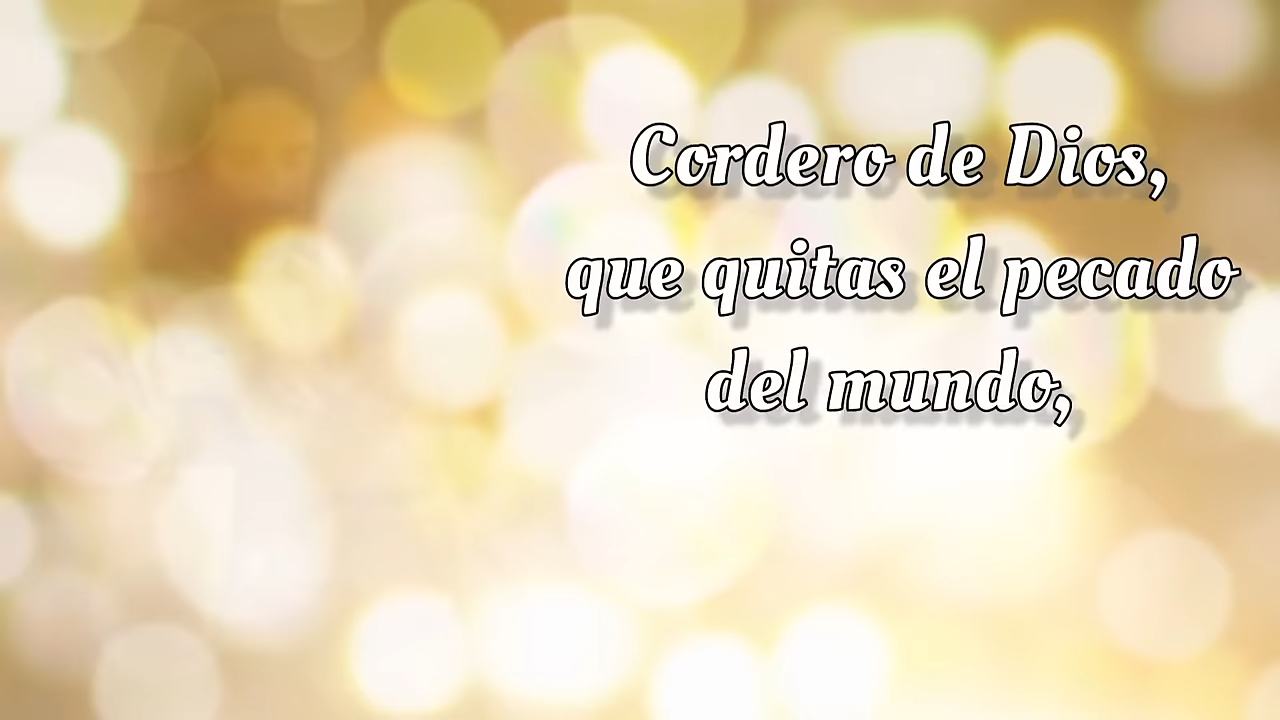 Cordero de Dios,
que quitas el pecado
del mundo,